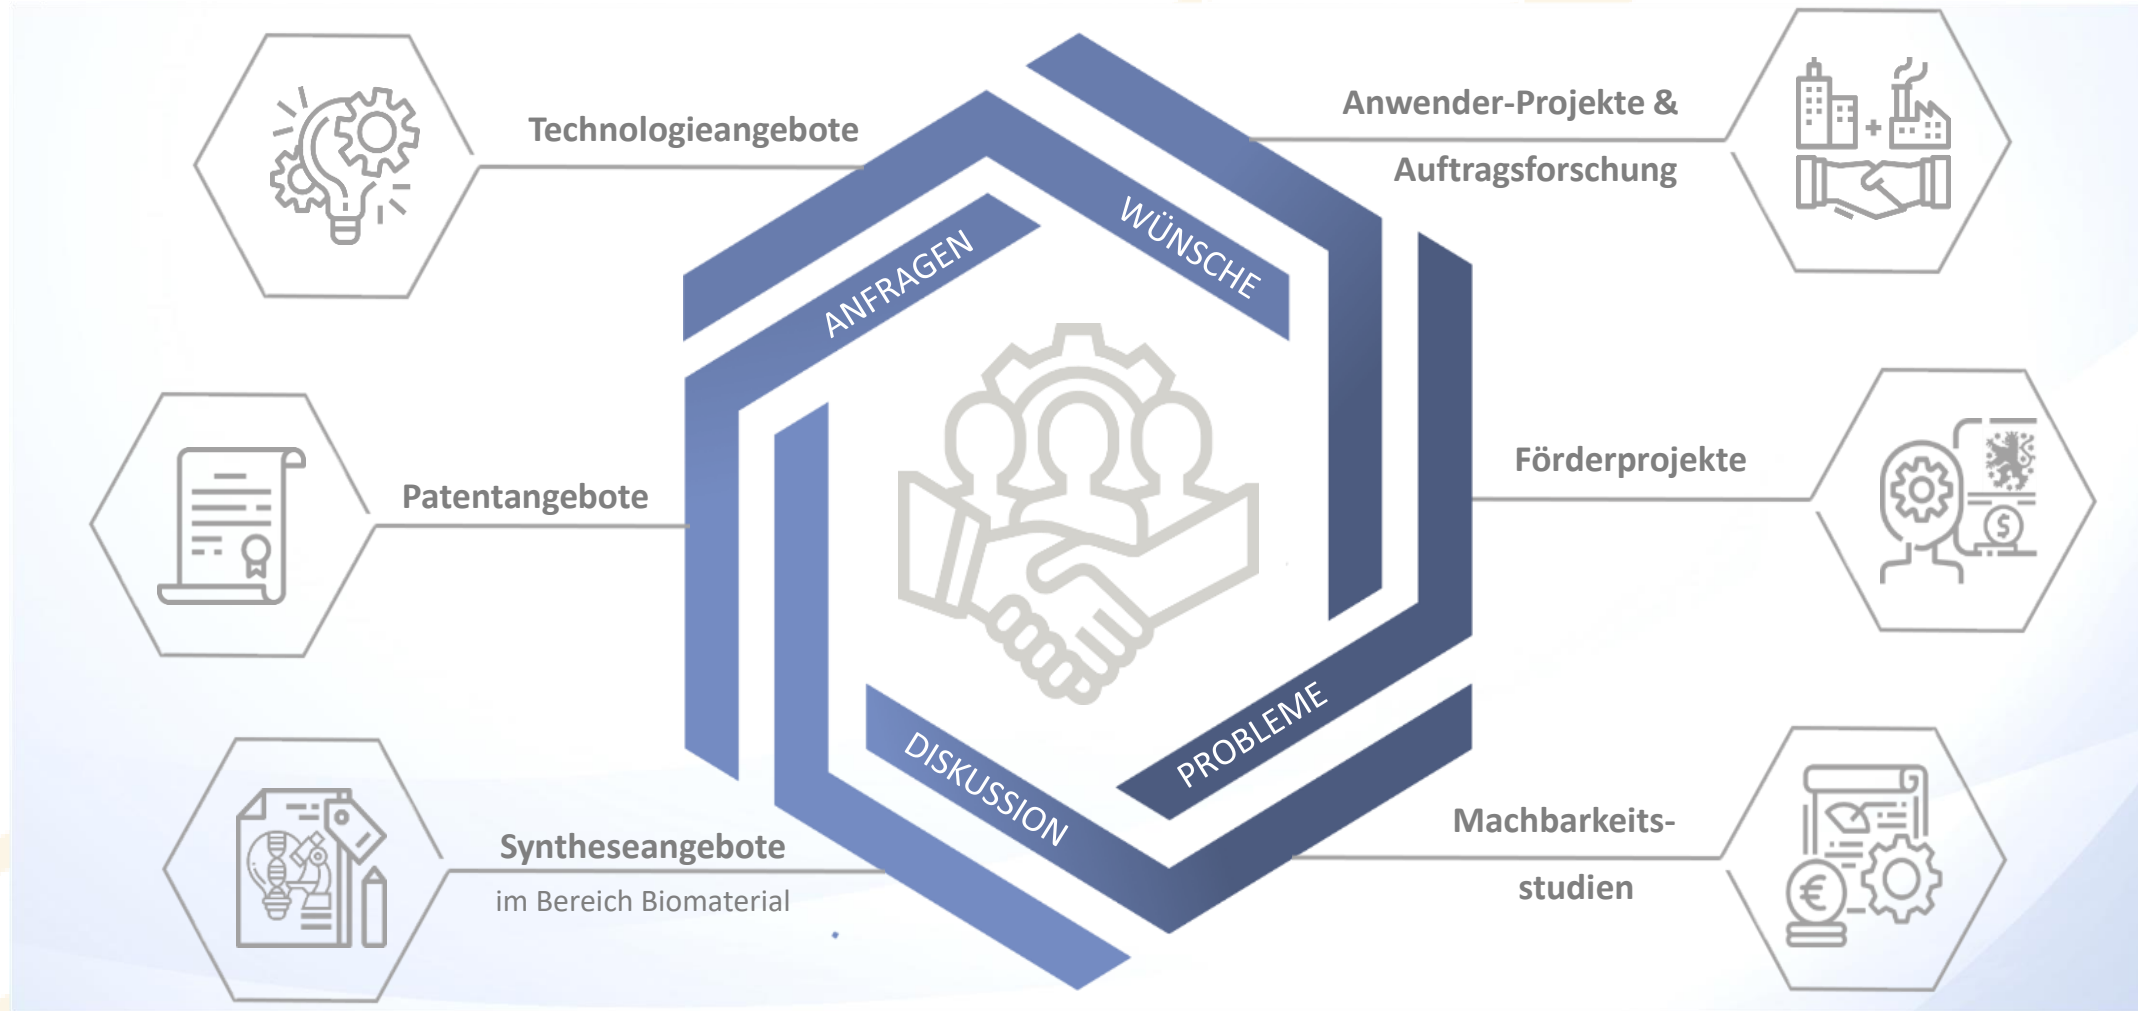 Technologieangebote
Patentangebote
Syntheseangebote
im Bereich Biomaterial
ANFRAGEN
WÜNSCHE
DISKUSSION
PROBLEME
Anwender-Projekte &
Auftragsforschung
Förderprojekte
Machbarkeits-
studien